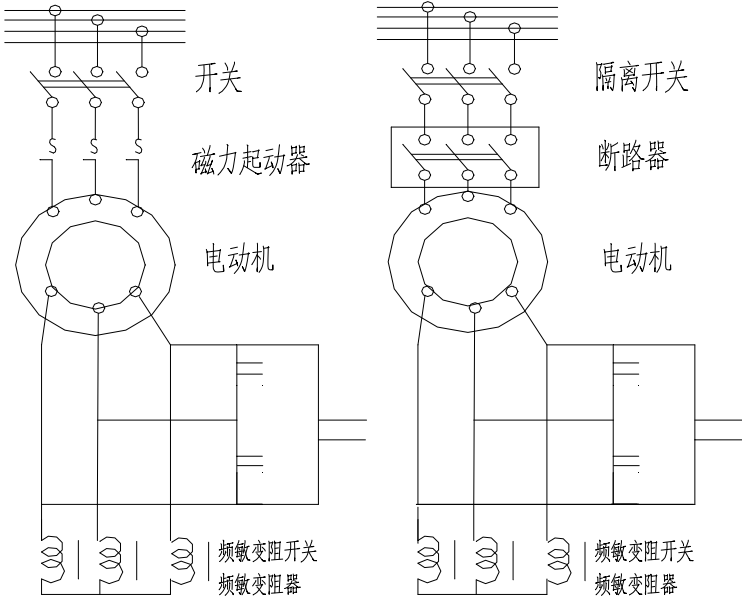 开关
隔离开关
磁力起动器
断路器
电动机
电动机
频敏变阻开关
频敏变阻器
频敏变阻开关
频敏变阻器